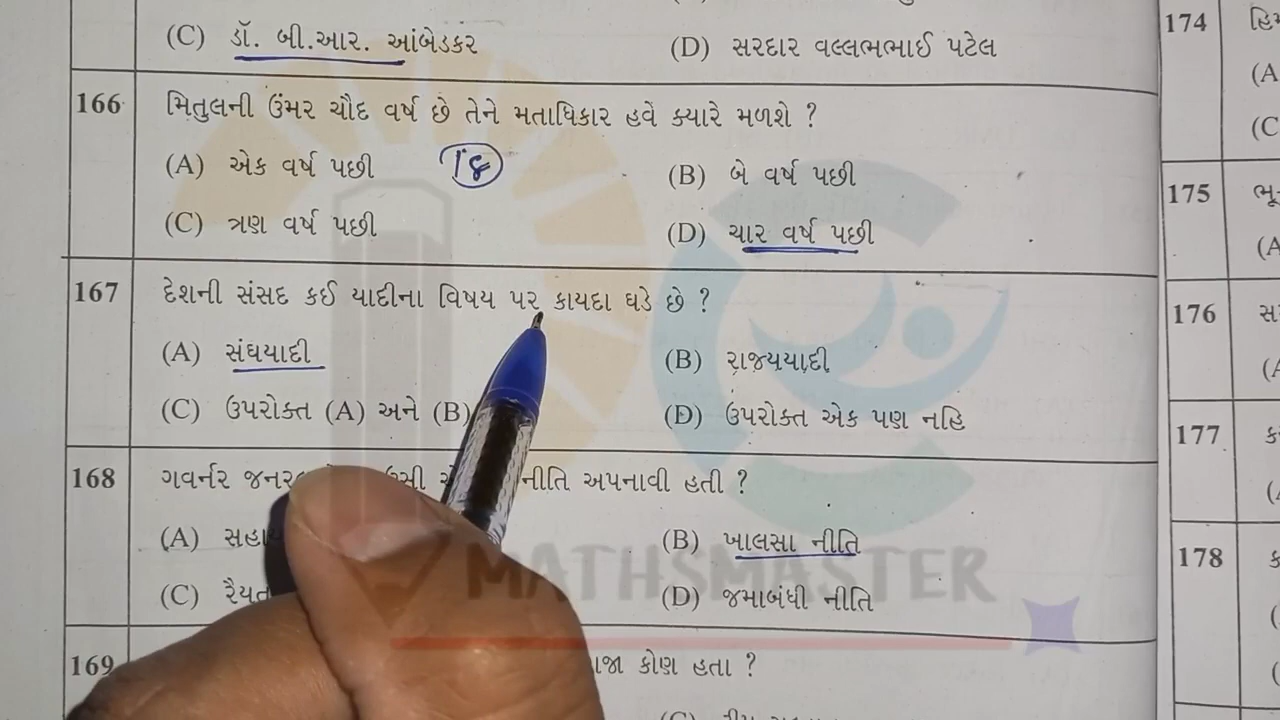 (C) ડૉ. બી.આર. આંબેડકર (D) સરદાર વલ્લભભાઈ પટેલ
166 મિતુલની ઉંમર ચૌદ વર્ષ છે તેને મતાધિકાર હવે ક્યારે મળશે ?
(A) એક વર્ષ પછી 18 (B) બે વર્ષ પછી
(C) ત્રણ વર્ષ પછી (D) ચાર વર્ષ પછી
167 દેશની સંસદ કઈ યાદીના વિષય પર કાયદા ઘડે છે ?
(A) સંઘયાદી (B) રાજ્યયાદી
(C) ઉપરોક્ત (A) અને (B) (D) ઉપરોક્ત એક પણ નહિ
168 ગવર્નર નીતિ અપનાવી હતી ?
(A) (B) ખાલસા નીતિ
(C) (D) જમાબંધી નીતિ
MATHSMASTER
169 કોણ હતા ?
174
(A
(C
175
(A
176
177
178